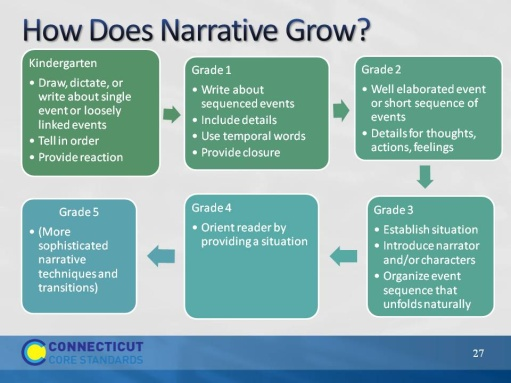 How Does Narrative Grow?
Kindergarten
• Draw, dictate, or
write about single
event or loosely
linked events
• Tell in order
• Provide reaction
Grade 1
• Write about
sequenced events
• Include details
• Use temporal words
• Provide closure
Grade 2
• Well elaborated event
or short sequence of
events
• Details for thoughts,
actions, feelings
Grade 3
• Establish situation
• Introduce narrator
and/or characters
• Organize event
sequence that
unfolds naturally
Grade 4
• Orient reader by
providing a situation
Grade 5
• (More
sophisticated
narrative
techniques and
transitions)
CONNECTICUT
CORE STANDARDS
27